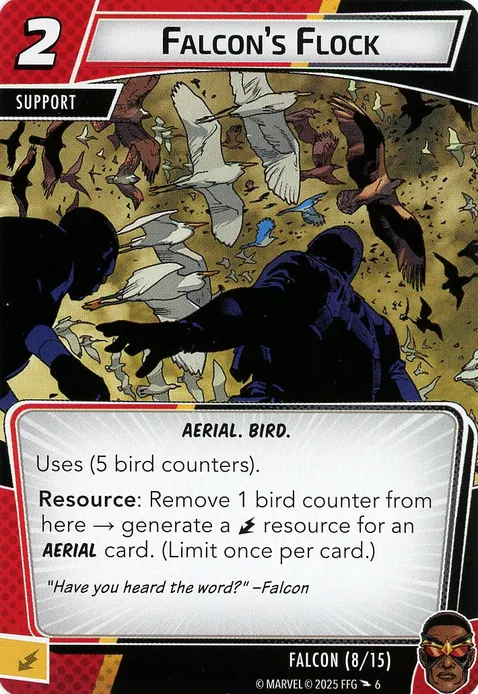 2
FALCON'S FLOCK
SUPPORT
AERIAL. BIRD.
Uses (5 bird counters).
Resource: Remove 1 bird counter from
here → generate a resource for an
AERIAL card. (Limit once per card.)
"Have you heard the word?" –Falcon
FALCON (8/15)
© MARVEL © 2025 FFG 6